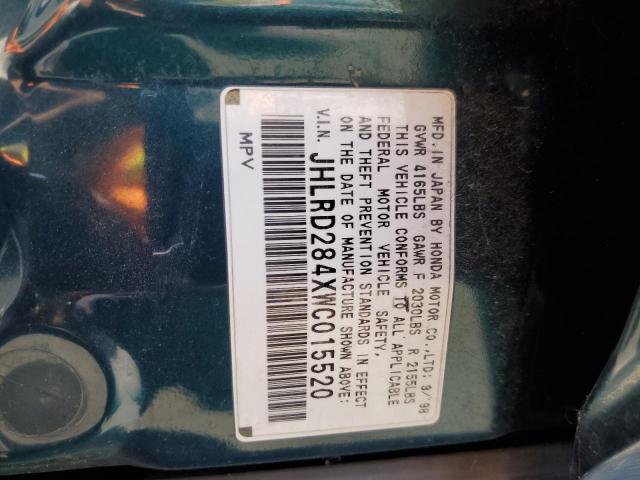 MFD. IN JAPAN BY HONDA MOTOR CO., LTD; 9/'98
GVWR 4165LBS GAWR F 2030LBS R 2155LBS
THIS VEHICLE CONFORMS TO ALL APPLICABLE
FEDERAL MOTOR VEHICLE SAFETY,
AND THEFT PREVENTION STANDARDS IN EFFECT
ON THE DATE OF MANUFACTURE SHOWN ABOVE:
V.I.N. JHLRD284XWC015520
MPV